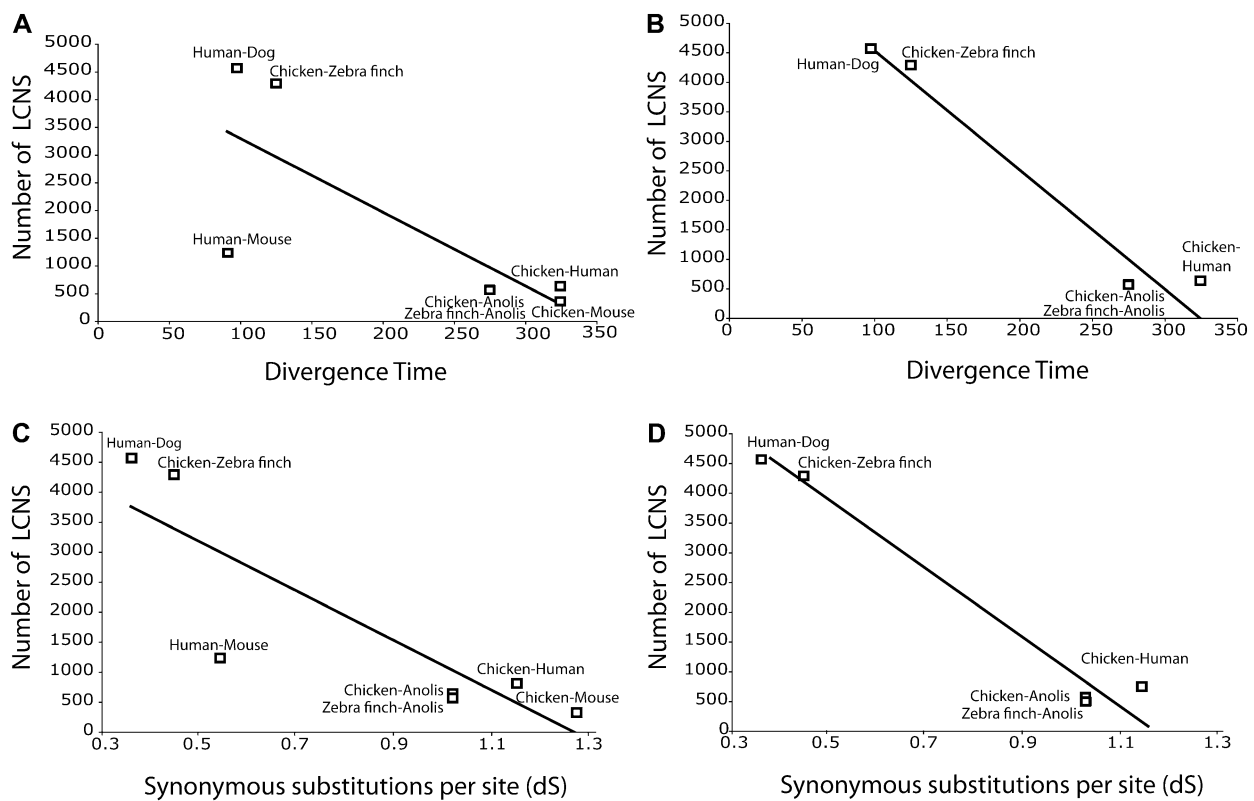 A
Number of LCNS
5000
4500
4000
3500
3000
2500
2000
1500
1000
500
0
Human-Dog
Chicken-Zebra finch
Human-Mouse
Chicken-Human
Chicken-Anolis
Zebra finch-Anolis
Chicken-Mouse
0 50 100 150 200 250 300 350
Divergence Time
B
Number of LCNS
5000
4500
4000
3500
3000
2500
2000
1500
1000
500
0
Human-Dog
Chicken-Zebra finch
Chicken-
Human
Chicken-Anolis
Zebra finch-Anolis
0 50 100 150 200 250 300 350
Divergence Time
C
Number of LCNS
5000
4500
4000
3500
3000
2500
2000
1500
1000
500
0
Human-Dog
Chicken-Zebra finch
Human-Mouse
Chicken-Human
Chicken-Anolis
Chicken-Mouse
Zebra finch-Anolis
0.3 0.5 0.7 0.9 1.1 1.3
Synonymous substitutions per site (dS)
D
Number of LCNS
5000
4500
4000
3500
3000
2500
2000
1500
1000
500
0
Human-Dog
Chicken-Zebra finch
Chicken-Human
Chicken-Anolis
Zebra finch-Anolis
0.3 0.5 0.7 0.9 1.1 1.3
Synonymous substitutions per site (dS)